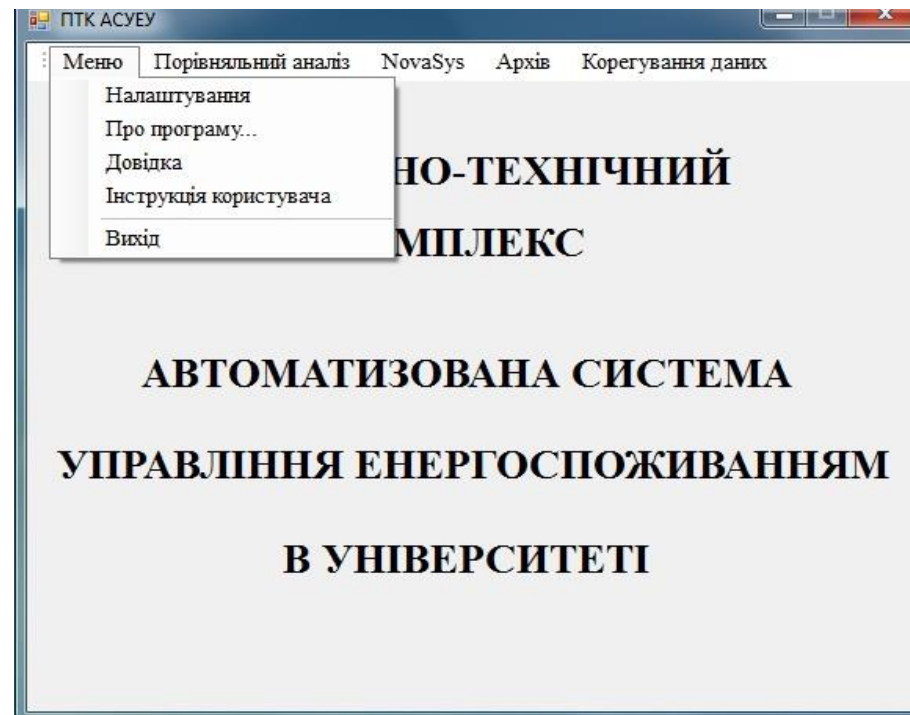 ПТК АСУЕУ
Меню Порівняльний аналіз NovaSys Архів Корегування даних
Налаштування
Про програму...
Довідка
Інструкція користувача
Вихід
НО-ТЕХНІЧНИЙ
МПЛЕКС
АВТОМАТИЗОВАНА СИСТЕМА
УПРАВЛІННЯ ЕНЕРГОСПОЖИВАННЯМ
В УНІВЕРСИТЕТІ